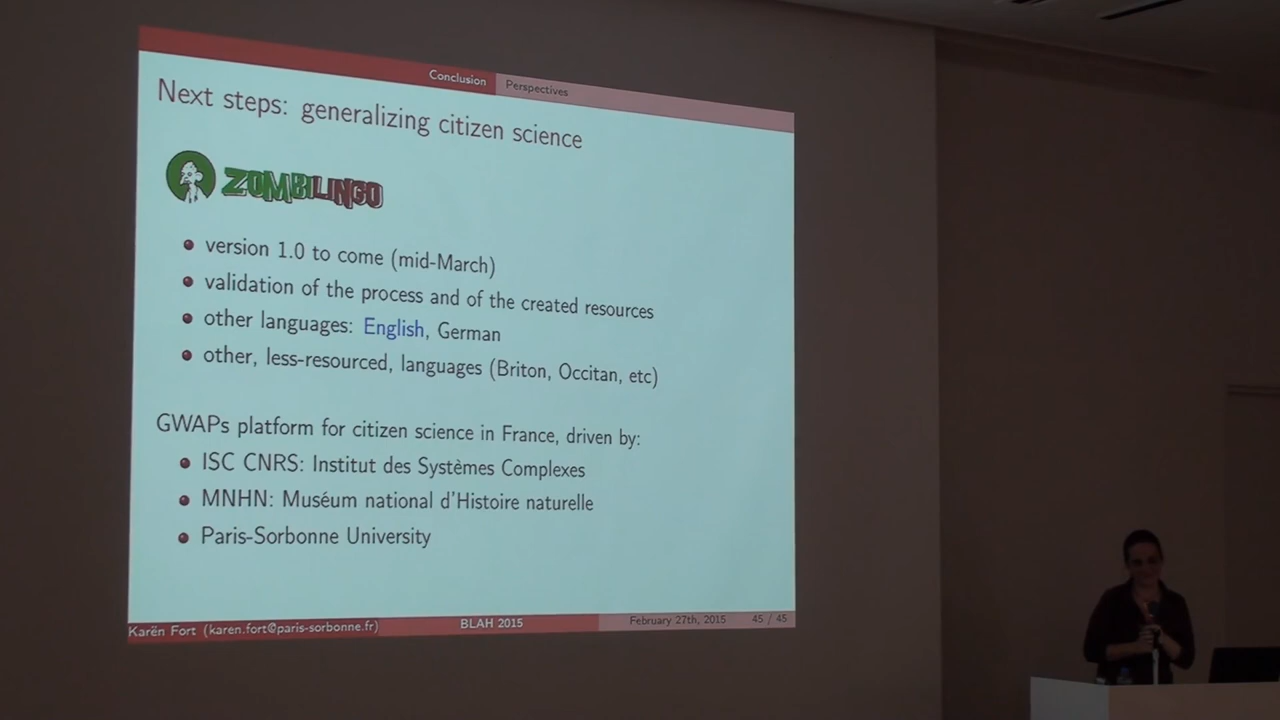 Conclusion Perspectives
Next steps: generalizing citizen science
ZOMBILINGO
version 1.0 to come (mid-March)
validation of the process and of the created resources
other languages: English, German
other, less-resourced, languages (Briton, Occitan, etc)
GWAPs platform for citizen science in France, driven by:
ISC CNRS: Institut des Systèmes Complexes
MNHN: Muséum national d'Histoire naturelle
Paris-Sorbonne University
Karën Fort (karen.fort@paris-sorbonne.fr) BLAH 2015 February 27th, 2015 45 / 45